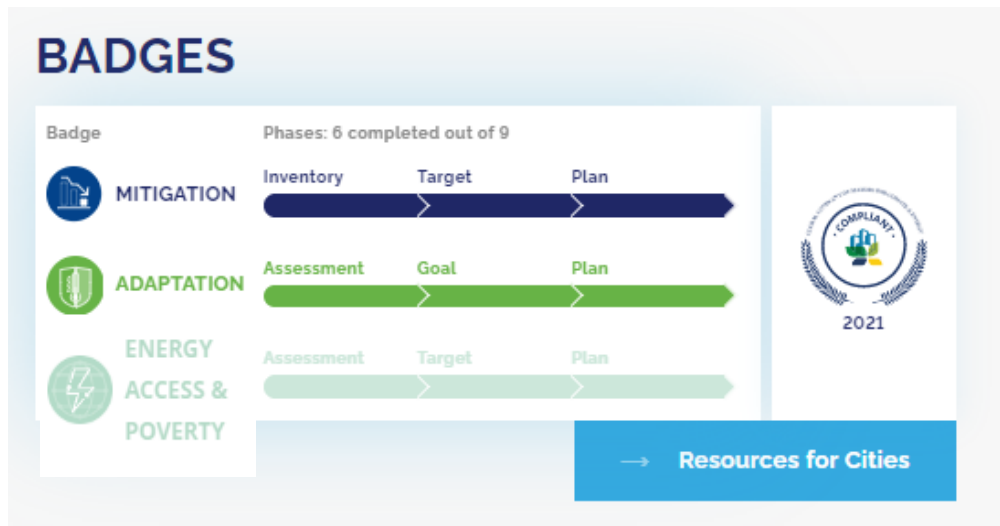 BADGES
Badge
Phases: 6 completed out of 9
MITIGATION
Inventory
Target
Plan
ADAPTATION
Assessment
Goal
Plan
ENERGY
ACCESS &
POVERTY
Assessment
Target
Plan
· COMPLIANT ·
2021
→ Resources for Cities